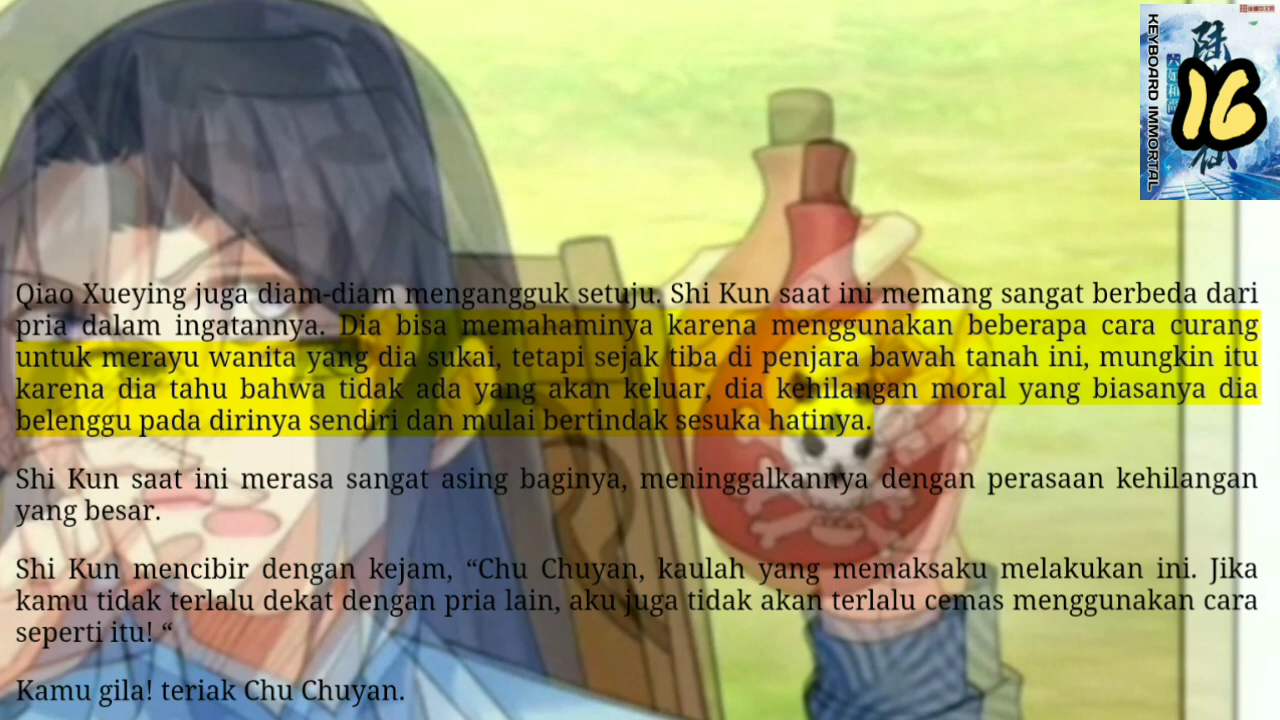 KEYBOARD IMMORTAL
16
Qiao Xueying juga diam-diam mengangguk setuju. Shi Kun saat ini memang sangat berbeda dari
pria dalam ingatannya. Dia bisa memahaminya karena menggunakan beberapa cara curang
untuk merayu wanita yang dia sukai, tetapi sejak tiba di penjara bawah tanah ini, mungkin itu
karena dia tahu bahwa tidak ada yang akan keluar, dia kehilangan moral yang biasanya dia
belenggu pada dirinya sendiri dan mulai bertindak sesuka hatinya.
Shi Kun saat ini merasa sangat asing baginya, meninggalkannya dengan perasaan kehilangan
yang besar.
Shi Kun mencibir dengan kejam, “Chu Chuyan, kaulah yang memaksaku melakukan ini. Jika
kamu tidak terlalu dekat dengan pria lain, aku juga tidak akan terlalu cemas menggunakan cara
seperti itu! “
Kamu gila! teriak Chu Chuyan.